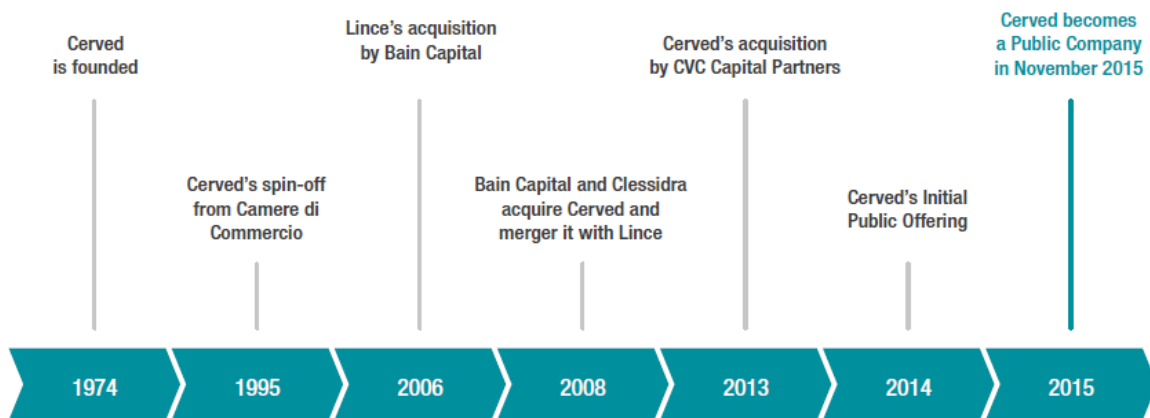 Cerved
is founded
Lince's acquisition
by Bain Capital
Cerved's acquisition
by CVC Capital Partners
Cerved becomes
a Public Company
in November 2015
Cerved's spin-off
from Camere di
Commercio
Bain Capital and Clessidra
acquire Cerved and
merger it with Lince
Cerved's Initial
Public Offering
1974
1995
2006
2008
2013
2014
2015